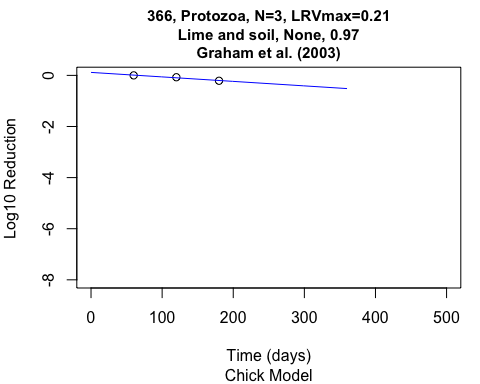 366, Protozoa, N=3, LRVmax=0.21
Lime and soil, None, 0.97
Graham et al. (2003)
Log10 Reduction
0
-2
-4
-6
-8
0 100 200 300 400 500
Time (days)
Chick Model